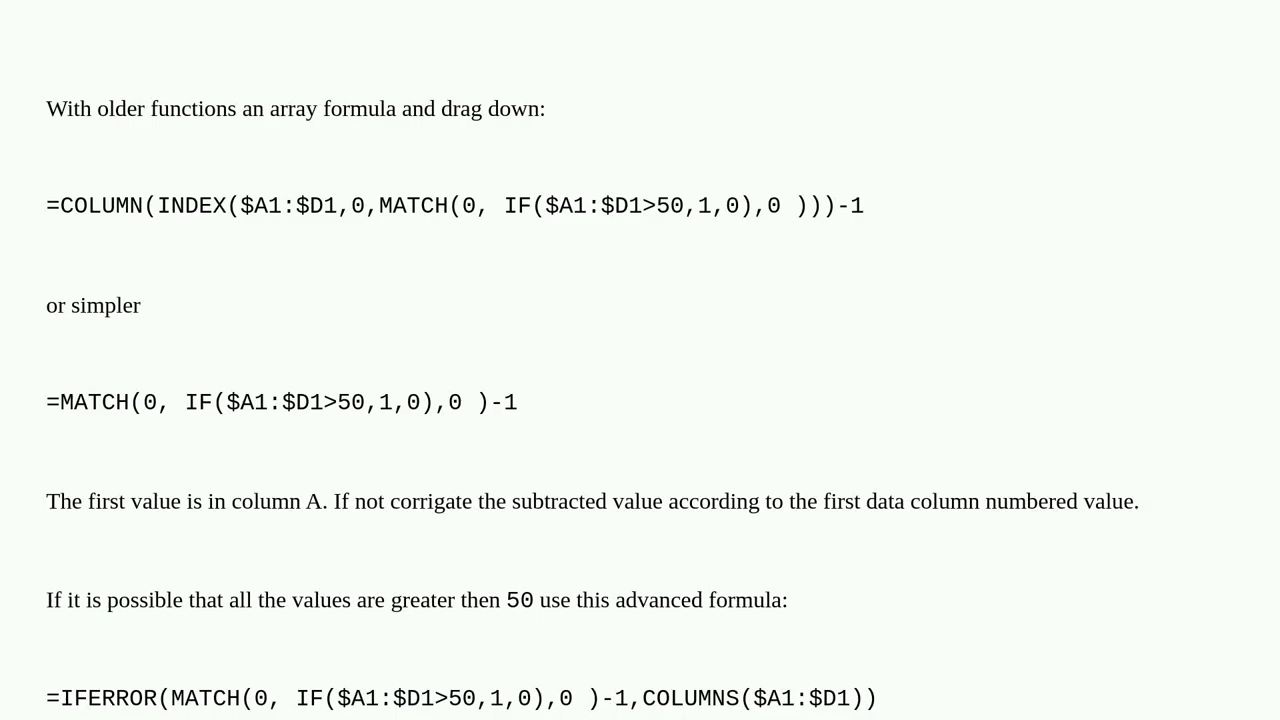 With older functions an array formula and drag down:
=COLUMN(INDEX($A1:$D1,0,MATCH(0, IF($A1:$D1>50,1,0),0 )))-1
or simpler
=MATCH(0, IF($A1:$D1>50,1,0),0 )-1
The first value is in column A. If not corrigate the subtracted value according to the first data column numbered value.
If it is possible that all the values are greater then 50 use this advanced formula:
=IFERROR(MATCH(0, IF($A1:$D1>50,1,0),0 )-1,COLUMNS($A1:$D1))